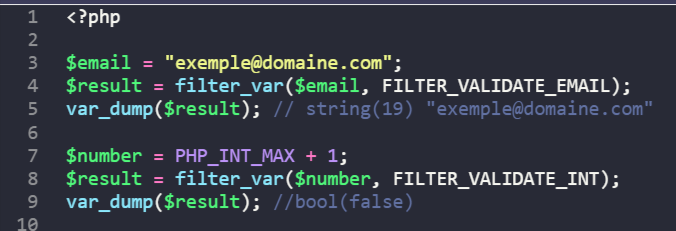 1 <?php
2
3 $email = "exemple@domaine.com";
4 $result = filter_var($email, FILTER_VALIDATE_EMAIL);
5 var_dump($result); // string(19) "exemple@domaine.com"
6
7 $number = PHP_INT_MAX + 1;
8 $result = filter_var($number, FILTER_VALIDATE_INT);
9 var_dump($result); //bool(false)
10